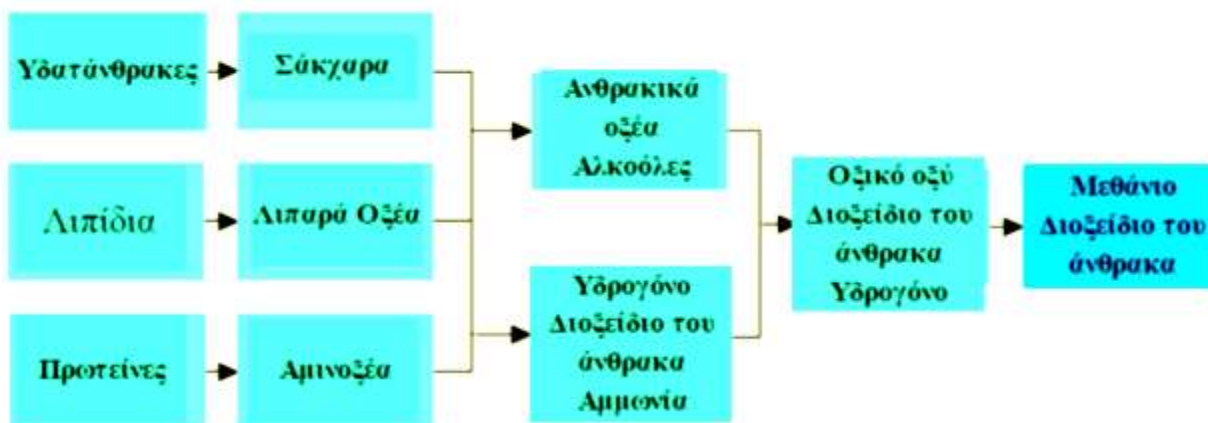 Υδατάνθρακες
Σάκχαρα
Λιπίδια
Λιπαρά Οξέα
Πρωτείνες
Αμινοξέα
Ανθρακικά
οξέα
Αλκοόλες
Υδρογόνο
Διοξείδιο του
άνθρακα
Αμμωνία
Οξικό οξύ
Διοξείδιο του
άνθρακα
Υδρογόνο
Μεθάνιο
Διοξείδιο του
άνθρακα